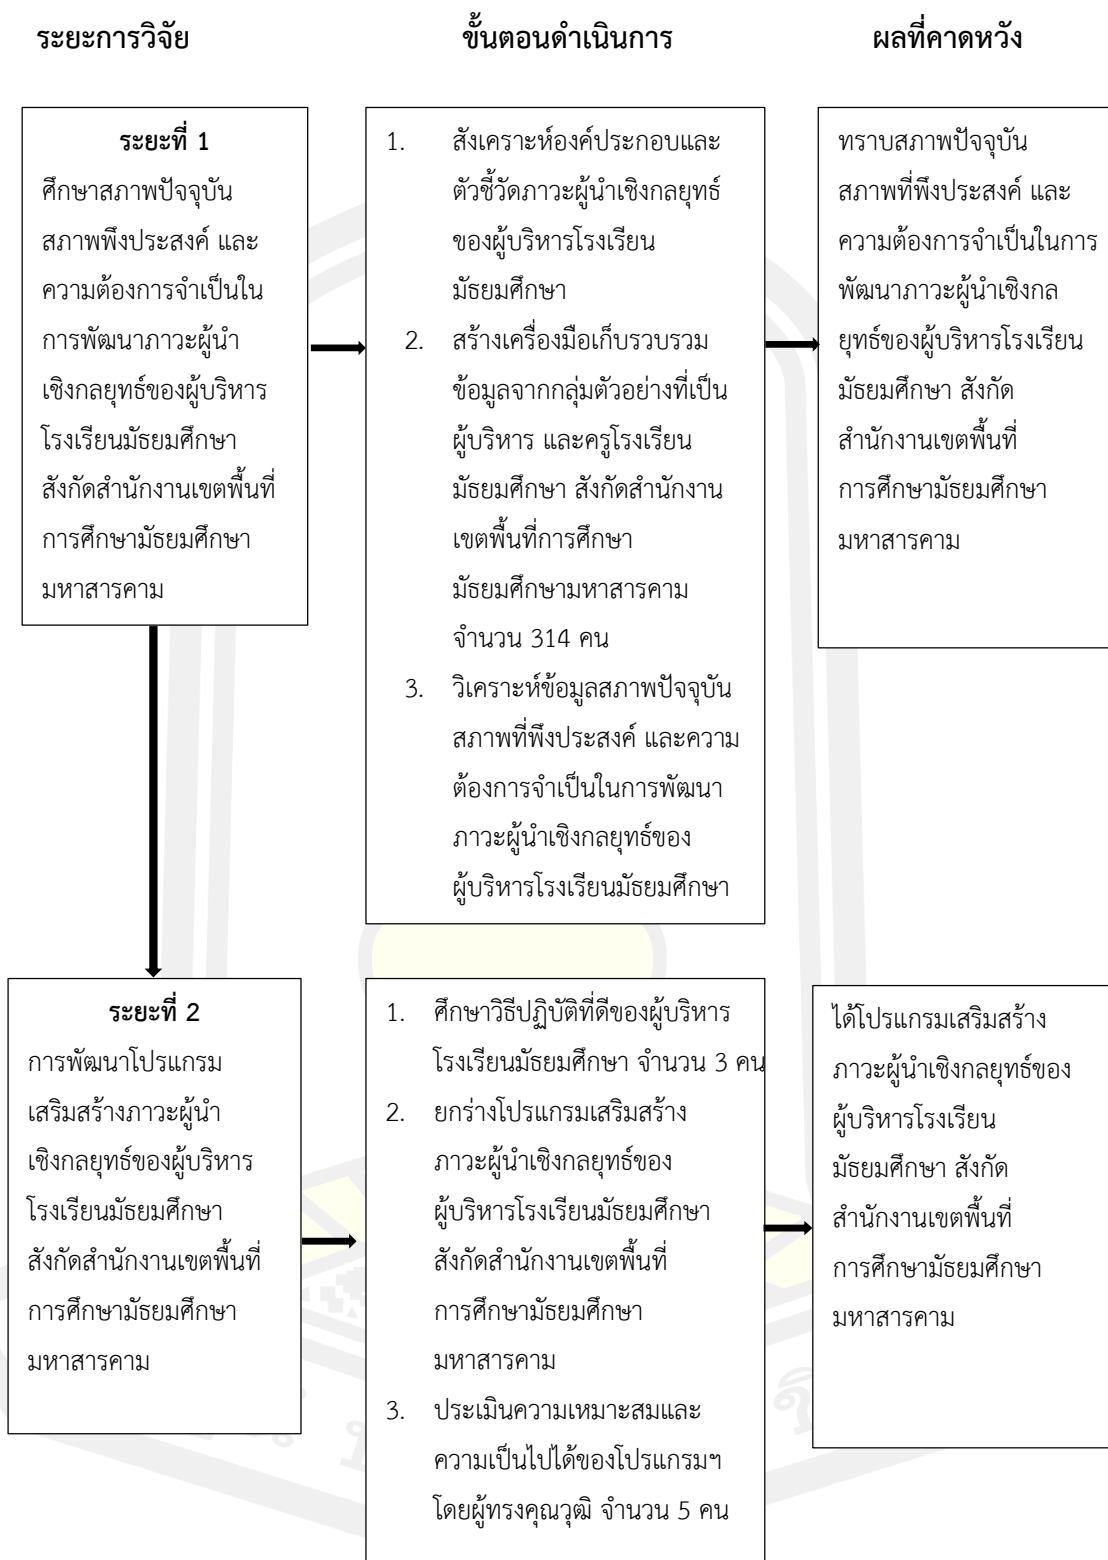 ระยะการวิจัย
ขั้นตอนดำเนินการ
ผลที่คาดหวัง
ระยะที่ 1
ศึกษาสภาพปัจจุบัน
สภาพพึงประสงค์ และ
ความต้องการจำเป็นใน
การพัฒนาภาวะผู้นำ
เชิงกลยุทธ์ของผู้บริหาร
โรงเรียนมัธยมศึกษา
สังกัดสำนักงานเขตพื้นที่
การศึกษามัธยมศึกษา
มหาสารคาม
1. สังเคราะห์องค์ประกอบและ
ตัวชี้วัดภาวะผู้นำเชิงกลยุทธ์
ของผู้บริหารโรงเรียน
มัธยมศึกษา
2. สร้างเครื่องมือเก็บรวบรวม
ข้อมูลจากกลุ่มตัวอย่างที่เป็น
ผู้บริหาร และครูโรงเรียน
มัธยมศึกษา สังกัดสำนักงาน
เขตพื้นที่การศึกษา
มัธยมศึกษามหาสารคาม
จำนวน 314 คน
3. วิเคราะห์ข้อมูลสภาพปัจจุบัน
สภาพที่พึงประสงค์ และความ
ต้องการจำเป็นในการพัฒนา
ภาวะผู้นำเชิงกลยุทธ์ของ
ผู้บริหารโรงเรียนมัธยมศึกษา
ทราบสภาพปัจจุบัน
สภาพที่พึงประสงค์ และ
ความต้องการจำเป็นในการ
พัฒนาภาวะผู้นำเชิงกล
ยุทธ์ของผู้บริหารโรงเรียน
มัธยมศึกษา สังกัด
สำนักงานเขตพื้นที่
การศึกษามัธยมศึกษา
มหาสารคาม
ระยะที่ 2
การพัฒนาโปรแกรม
เสริมสร้างภาวะผู้นำ
เชิงกลยุทธ์ของผู้บริหาร
โรงเรียนมัธยมศึกษา
สังกัดสำนักงานเขตพื้นที่
การศึกษามัธยมศึกษา
มหาสารคาม
1. ศึกษาวิธีปฏิบัติที่ดีของผู้บริหาร
โรงเรียนมัธยมศึกษา จำนวน 3 คน
2. ยกร่างโปรแกรมเสริมสร้าง
ภาวะผู้นำเชิงกลยุทธ์ของ
ผู้บริหารโรงเรียนมัธยมศึกษา
สังกัดสำนักงานเขตพื้นที่
การศึกษามัธยมศึกษา
มหาสารคาม
3. ประเมินความเหมาะสมและ
ความเป็นไปได้ของโปรแกรมฯ
โดยผู้ทรงคุณวุฒิ จำนวน 5 คน
ได้โปรแกรมเสริมสร้าง
ภาวะผู้นำเชิงกลยุทธ์ของ
ผู้บริหารโรงเรียน
มัธยมศึกษา สังกัด
สำนักงานเขตพื้นที่
การศึกษามัธยมศึกษา
มหาสารคาม